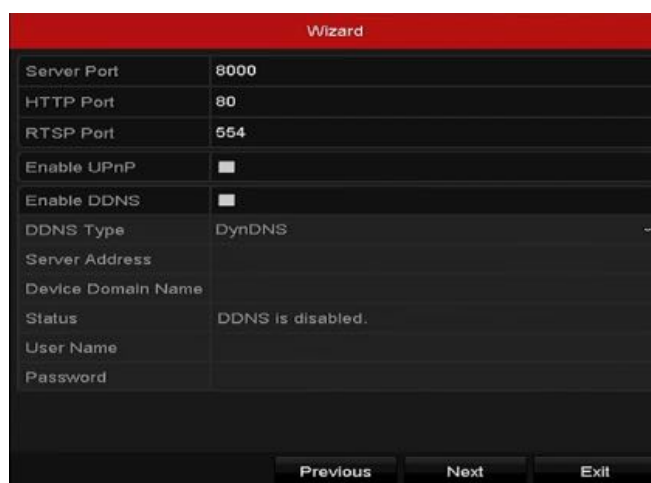 Wizard
Server Port 8000
HTTP Port 80
RTSP Port 554
Enable UPnP
Enable DDNS
DDNS Type DynDNS
Server Address
Device Domain Name
Status DDNS is disabled.
User Name
Password
Previous Next Exit